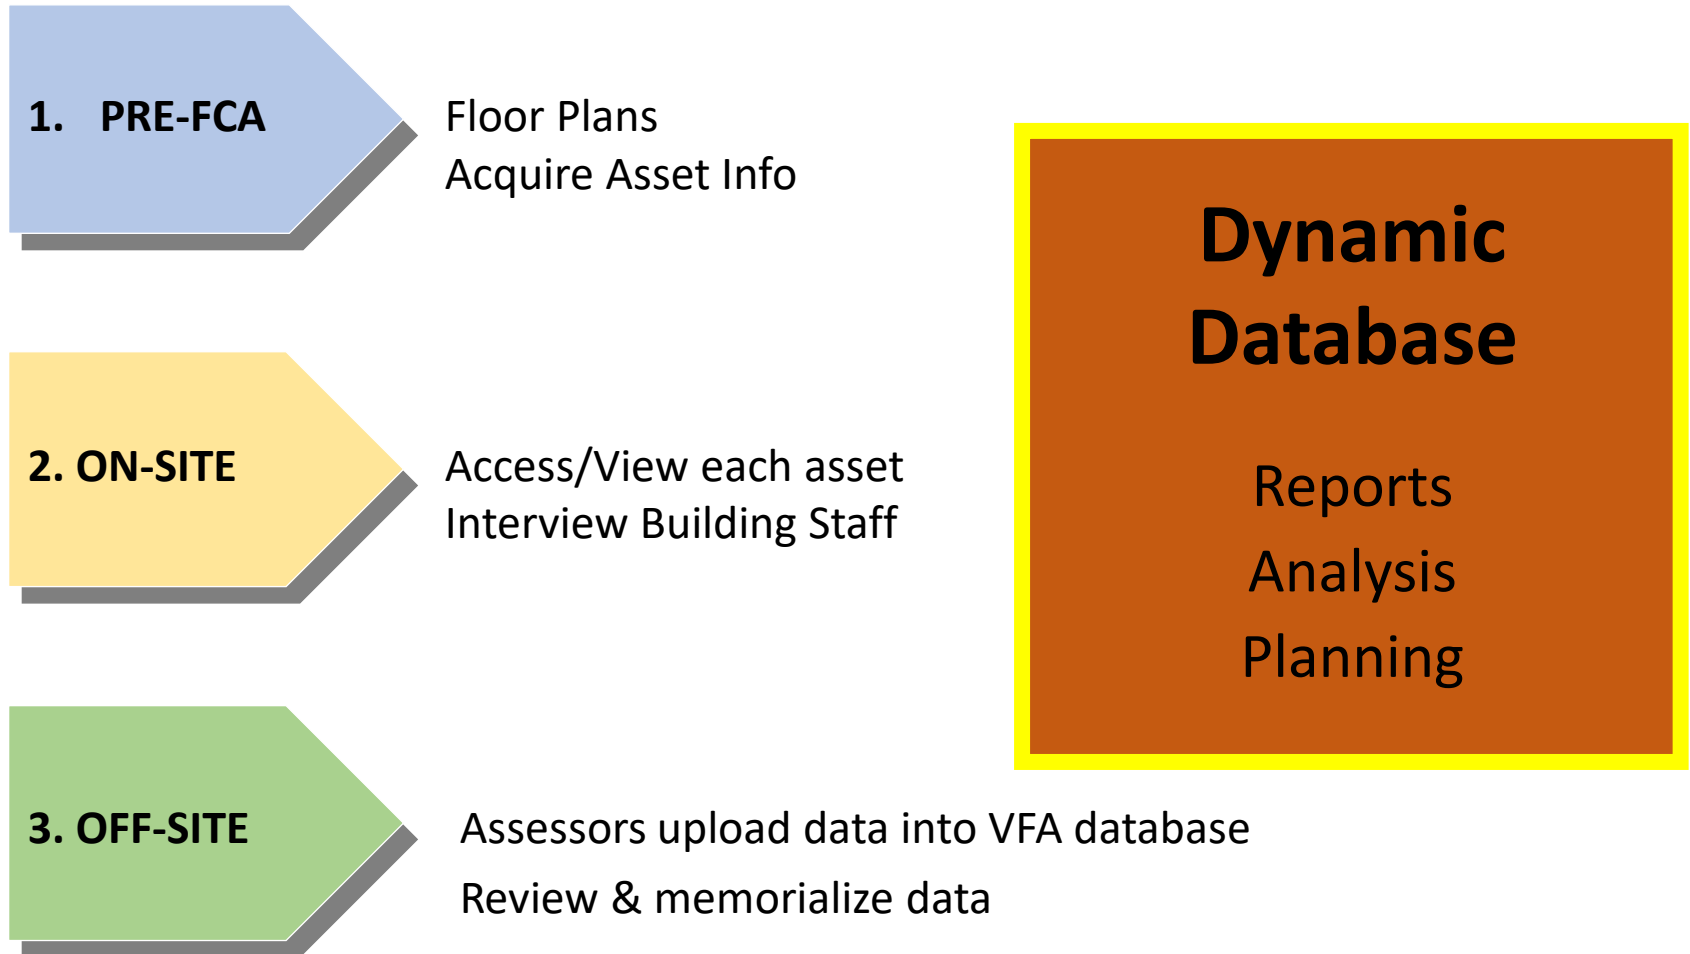 1. PRE-FCA
Floor Plans
Acquire Asset Info
2. ON-SITE
Access/View each asset
Interview Building Staff
3. OFF-SITE
Assessors upload data into VFA database
Review & memorialize data
Dynamic
Database
Reports
Analysis
Planning